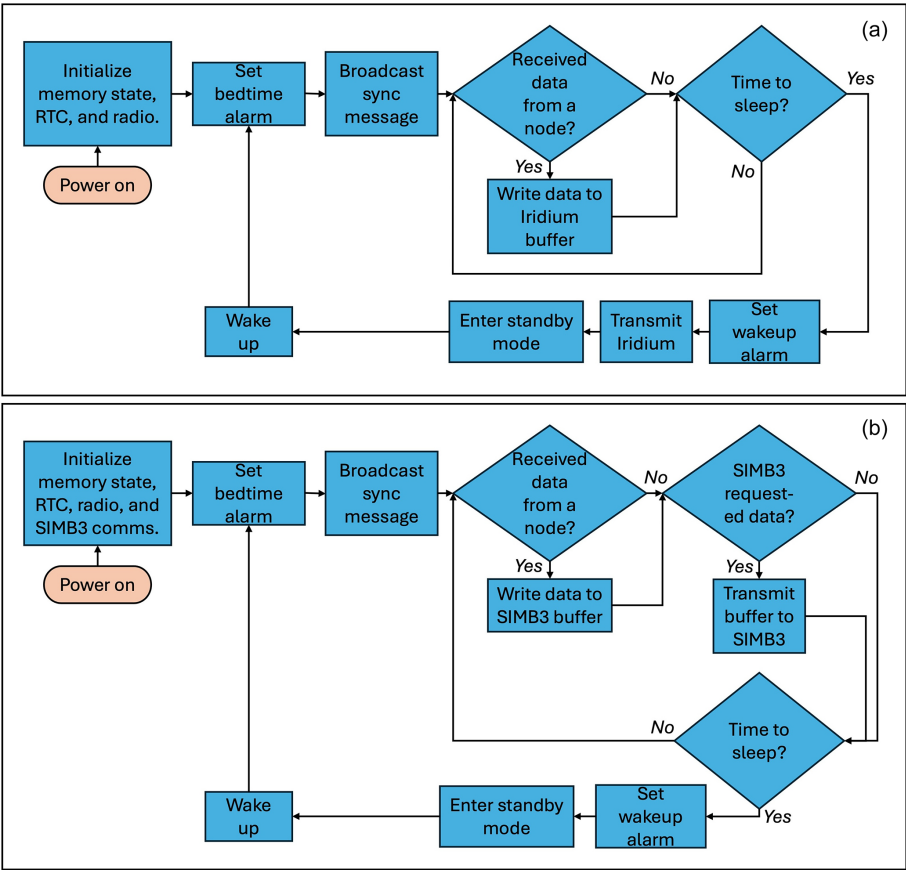 (a)
Initialize
memory state,
RTC, and radio.
Power on
Set
bedtime
alarm
Broadcast
sync
message
Received
data
from a
node?
No
Yes
Write data to
Iridium
buffer
Time to
sleep?
Yes
No
Set
wakeup
alarm
Transmit
Iridium
Enter standby
mode
Wake
up
(b)
Initialize
memory state,
RTC, radio, and
SIMB3 comms.
Power on
Set
bedtime
alarm
Broadcast
sync
message
Received
data
from a
node?
No
Yes
Write data to
SIMB3 buffer
SIMB3
request-
ed data?
No
Yes
Transmit
buffer to
SIMB3
Time to
sleep?
No
Yes
Set
wakeup
alarm
Enter standby
mode
Wake
up